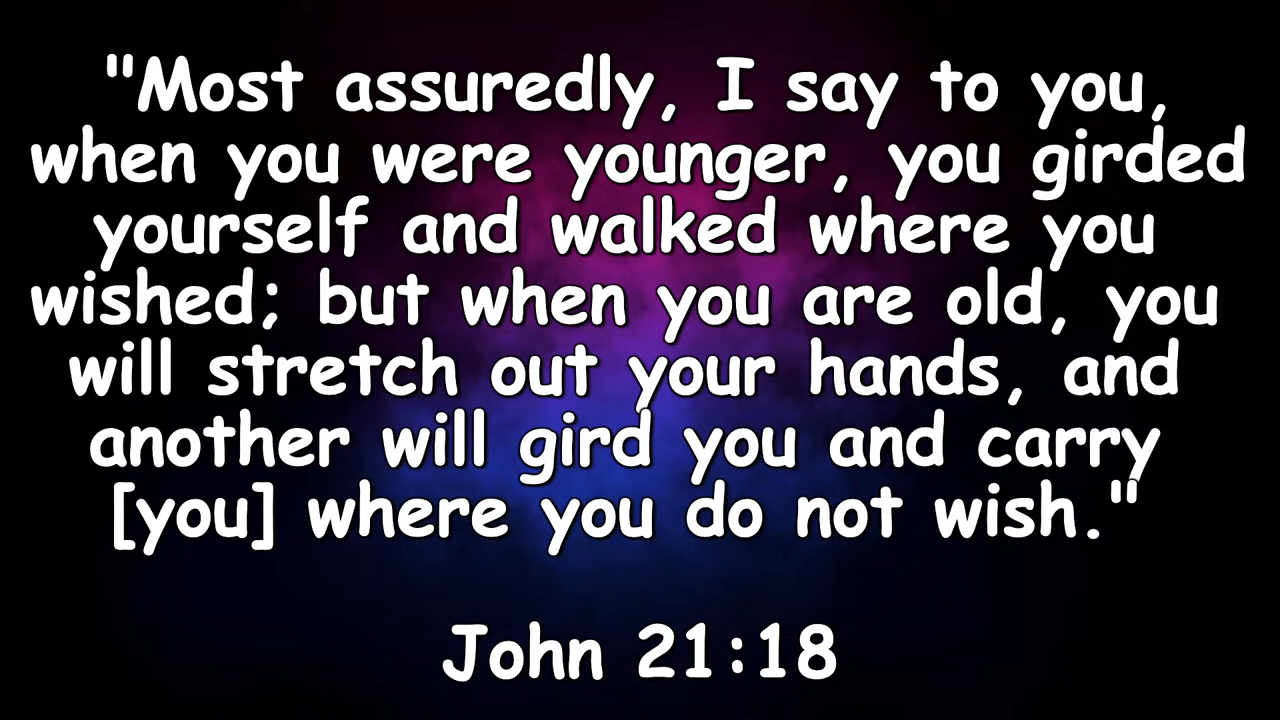 "Most assuredly, I say to you,
when you were younger, you girded
yourself and walked where you
wished; but when you are old, you
will stretch out your hands, and
another will gird you and carry
[you] where you do not wish."
John 21:18